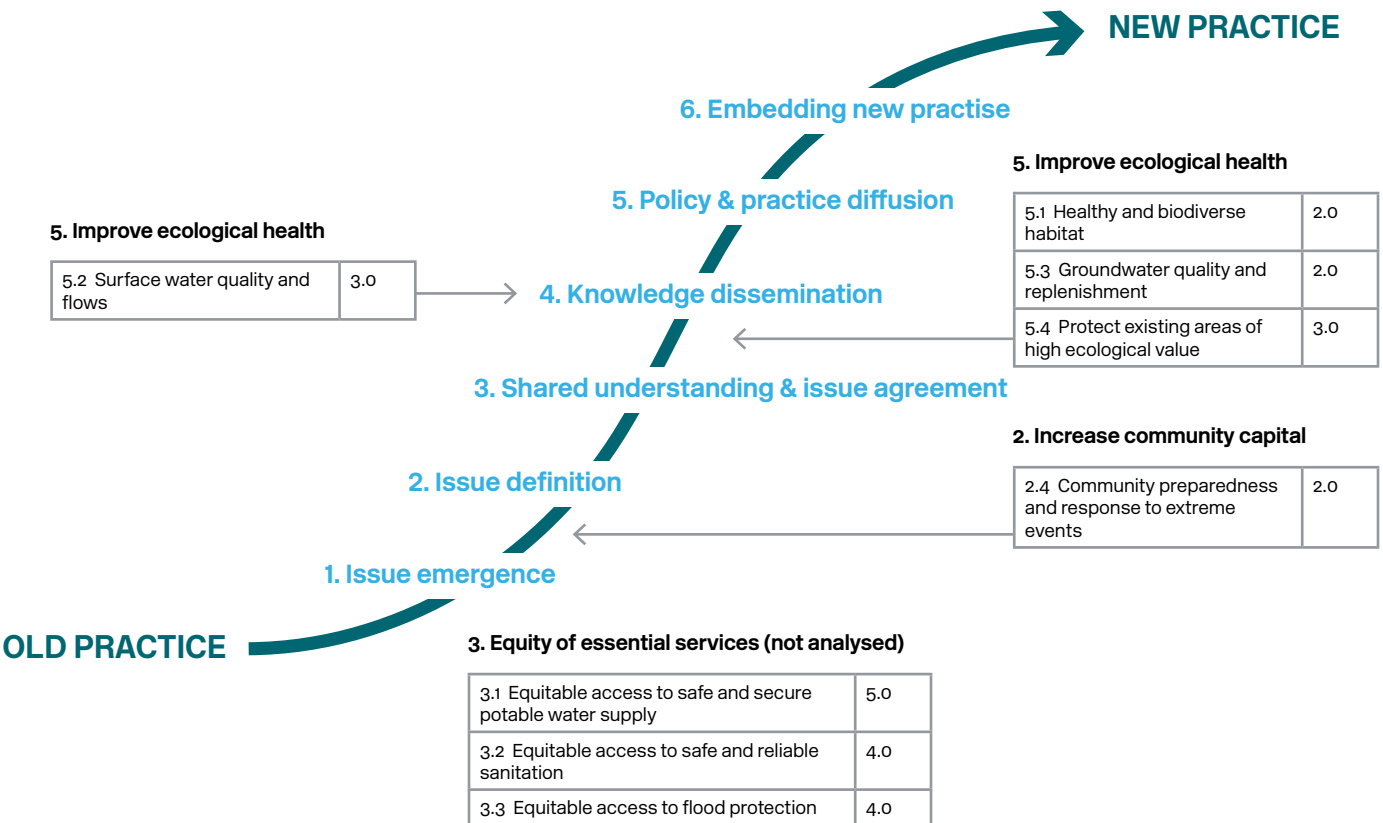 NEW PRACTICE
6. Embedding new practise
5. Improve ecological health
5.1 Healthy and biodiverse
habitat
2.0
5.3 Groundwater quality and
replenishment
2.0
5.4 Protect existing areas of
high ecological value
3.0
5. Policy & practice diffusion
5. Improve ecological health
5.2 Surface water quality and
flows
3.0
4. Knowledge dissemination
3. Shared understanding & issue agreement
2. Increase community capital
2.4 Community preparedness
and response to extreme
events
2.0
2. Issue definition
1. Issue emergence
OLD PRACTICE
3. Equity of essential services (not analysed)
3.1 Equitable access to safe and secure
potable water supply
5.0
3.2 Equitable access to safe and reliable
sanitation
4.0
3.3 Equitable access to flood protection
4.0